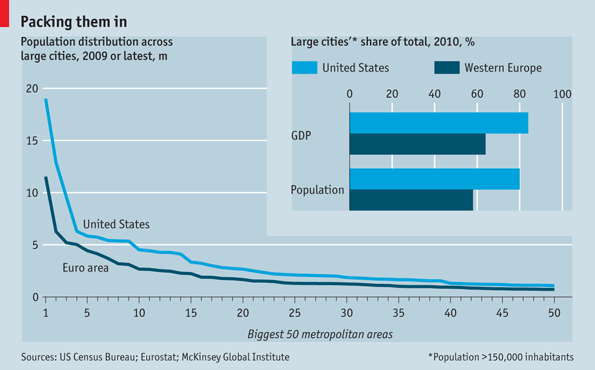 Packing them in
Population distribution across
large cities, 2009 or latest, m
Large cities'* share of total, 2010, %
United States
Western Europe
0 20 40 60 80 100
GDP
Population
20
15
10
5
0
United States
Euro area
1 5 10 15 20 25 30 35 40 45 50
Biggest 50 metropolitan areas
Sources: US Census Bureau; Eurostat; McKinsey Global Institute
*Population >150,000 inhabitants